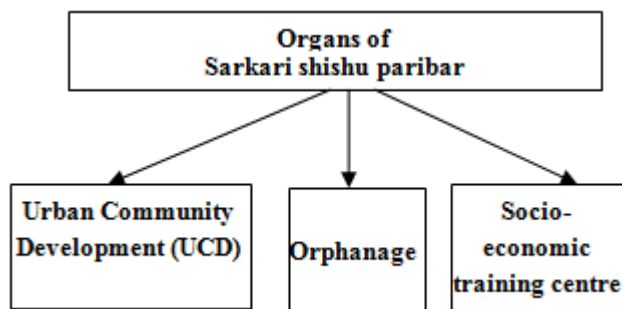 Organs of
Sarkari shishu paribar
Urban Community
Development (UCD)
Orphanage
Socio-
economic
training centre